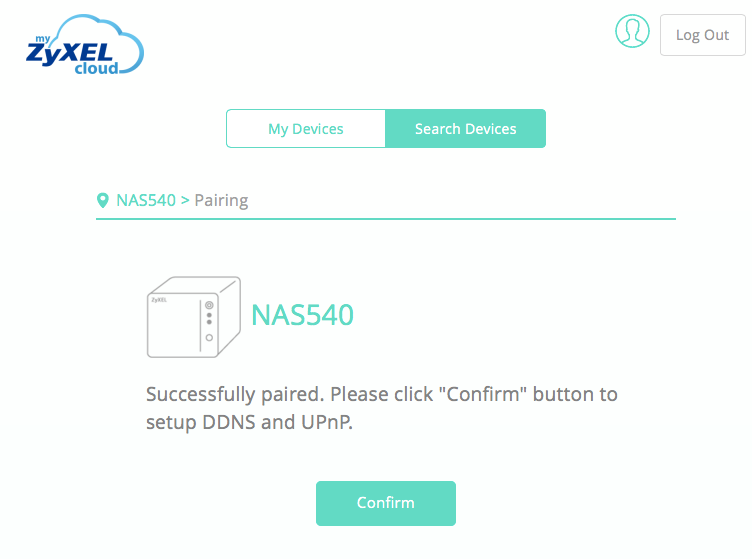 my
ZyXEL
cloud
Log Out
My Devices
Search Devices
NAS540 > Pairing
ZyXEL
NAS540
Successfully paired. Please click "Confirm" button to
setup DDNS and UPnP.
Confirm